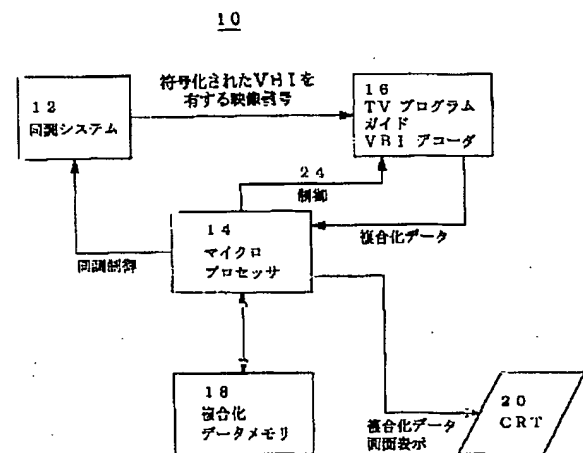 10
符号化されたVBIを
有する映像信号
12
同調システム
16
TV プログラム
ガイド
VBI デコーダ
24
制御
14
マイクロ
プロセッサ
複合化データ
同調制御
18
複合化
データメモリ
複合化データ
画面表示
20
CRT